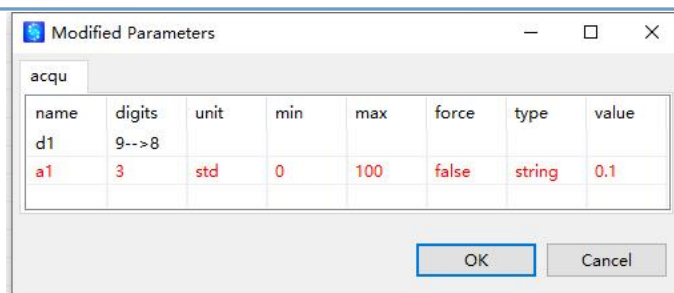 Modified Parameters
acqu
name digits unit min max force type value
d1 9-->8
a1 3 std 0 100 false string 0.1
OK Cancel